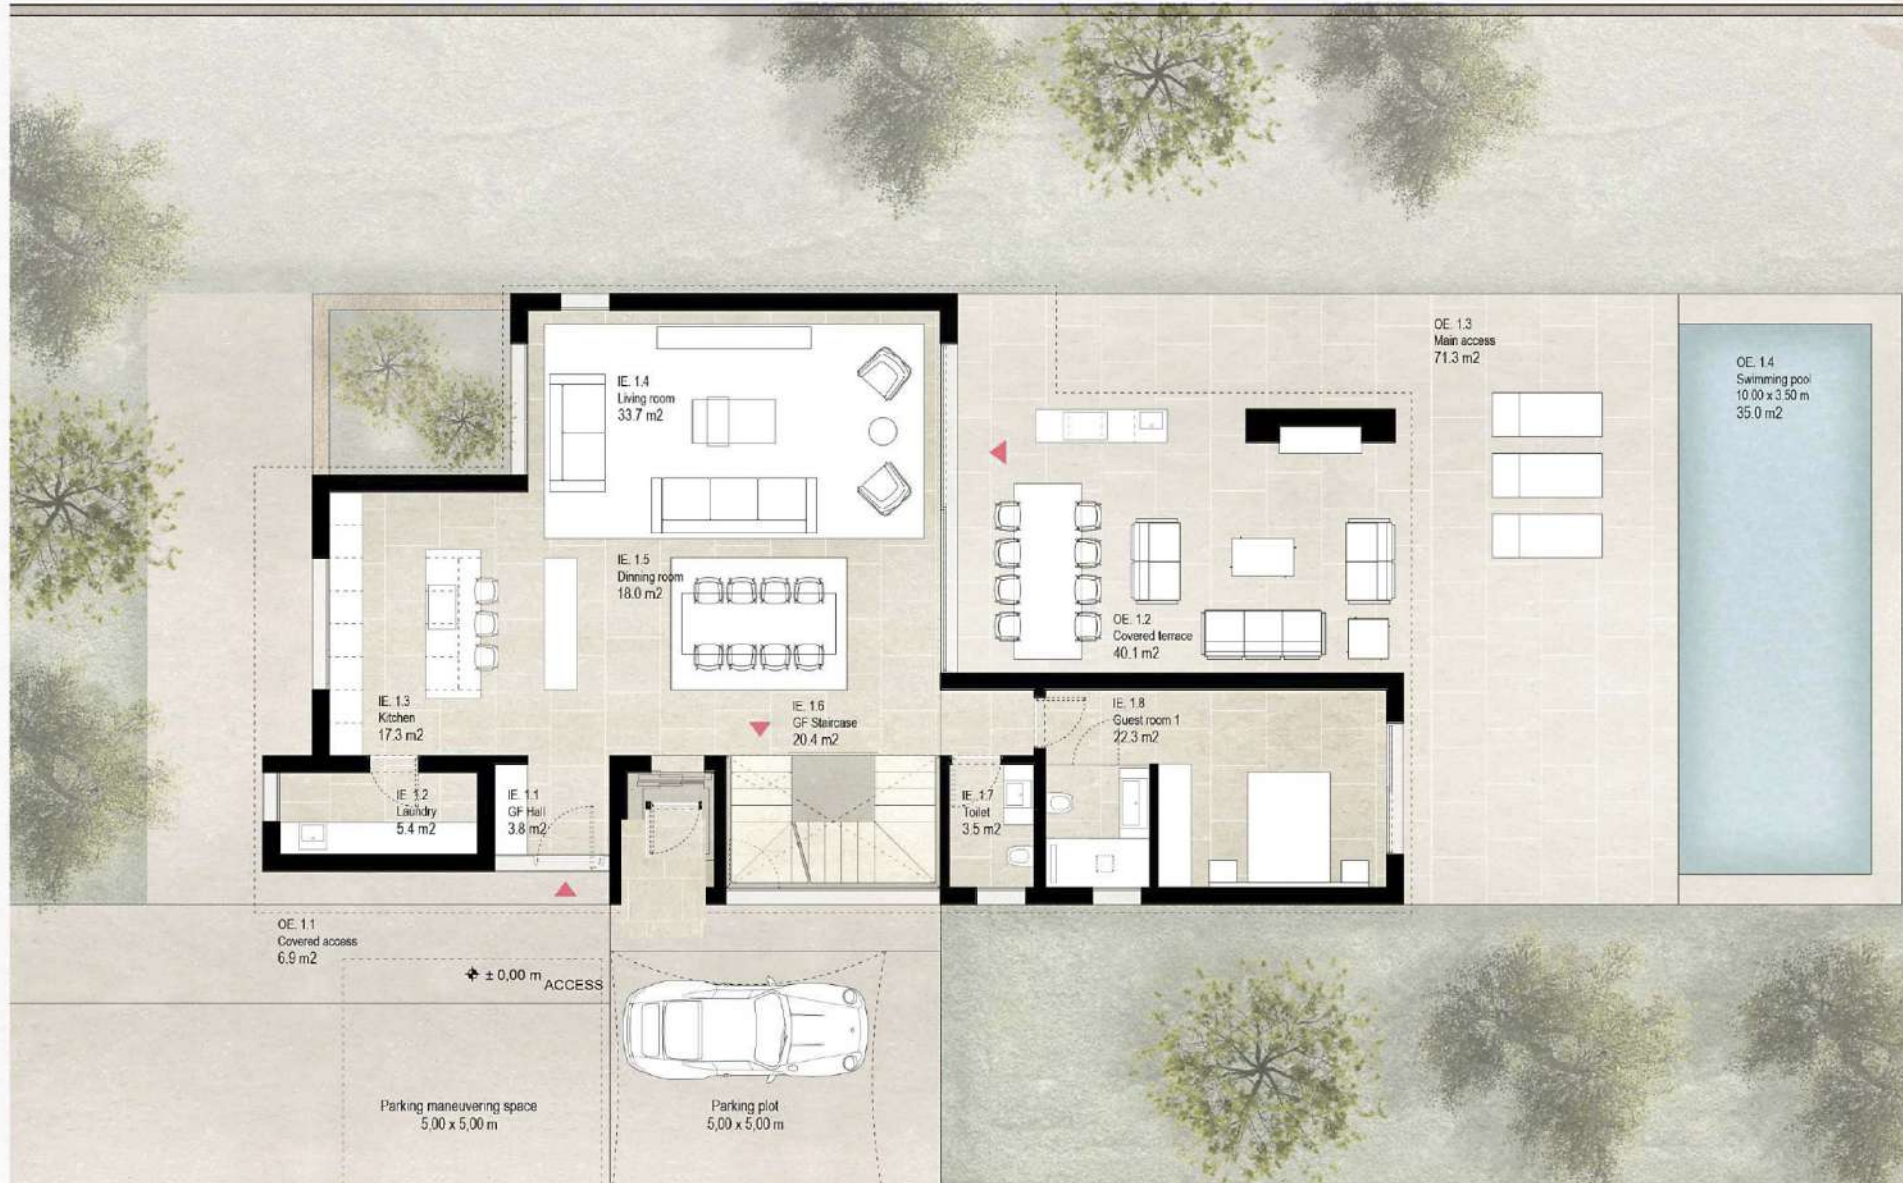 OE. 1.3
Main access
71.3 m2
OE. 1.4
Swimming pool
10.00 x 3.50 m
35.0 m2
IE. 1.4
Living room
33.7 m2
IE. 1.5
Dinning room
18.0 m2
OE. 1.2
Covered terrace
40.1 m2
IE. 1.3
Kitchen
17.3 m2
IE. 1.6
GF Staircase
20.4 m2
IE. 1.8
Guest room 1
22.3 m2
IE. 1.2
Laundry
5.4 m2
IE. 1.1
GF Hall
3.8 m2
IE. 1.7
Toilet
3.5 m2
OE. 1.1
Covered access
6.9 m2
± 0,00 m
ACCESS
Parking maneuvering space
5,00 x 5,00 m
Parking plot
5,00 x 5,00 m